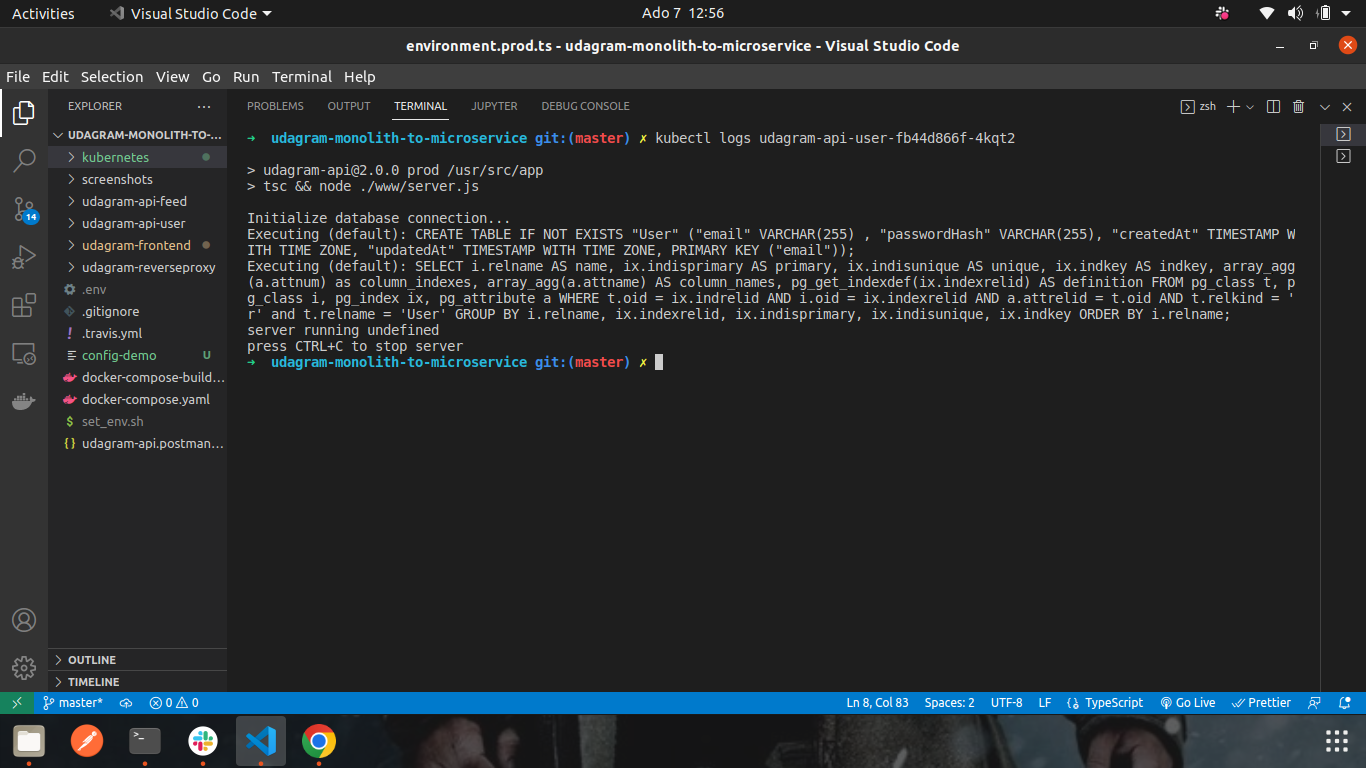 Activities
Visual Studio Code
Ado 7 12:56
environment.prod.ts - udagram-monolith-to-microservice - Visual Studio Code
File Edit Selection View Go Run Terminal Help
EXPLORER
UDAGRAM-MONOLITH-TO-...
kubernetes
screenshots
udagram-api-feed
udagram-api-user
udagram-frontend
udagram-reverseproxy
.env
.gitignore
.travis.yml
config-demo U
docker-compose-build...
docker-compose.yaml
set_env.sh
udagram-api.postman...
OUTLINE
TIMELINE
14
PROBLEMS OUTPUT TERMINAL JUPYTER DEBUG CONSOLE
zsh
➜ udagram-monolith-to-microservice git:(master) ✗ kubectl logs udagram-api-user-fb44d866f-4kqt2
> udagram-api@2.0.0 prod /usr/src/app
> tsc && node ./www/server.js
Initialize database connection...
Executing (default): CREATE TABLE IF NOT EXISTS "User" ("email" VARCHAR(255) , "passwordHash" VARCHAR(255), "createdAt" TIMESTAMP W
ITH TIME ZONE, "updatedAt" TIMESTAMP WITH TIME ZONE, PRIMARY KEY ("email"));
Executing (default): SELECT i.relname AS name, ix.indisprimary AS primary, ix.indisunique AS unique, ix.indkey AS indkey, array_agg
(a.attnum) as column_indexes, array_agg(a.attname) AS column_names, pg_get_indexdef(ix.indexrelid) AS definition FROM pg_class t, p
g_class i, pg_index ix, pg_attribute a WHERE t.oid = ix.indrelid AND i.oid = ix.indexrelid AND a.attrelid = t.oid AND t.relkind = '
r' and t.relname = 'User' GROUP BY i.relname, ix.indexrelid, ix.indisprimary, ix.indisunique, ix.indkey ORDER BY i.relname;
server running undefined
press CTRL+C to stop server
➜ udagram-monolith-to-microservice git:(master) ✗
master* 0 0 Ln 8, Col 83 Spaces: 2 UTF-8 LF TypeScript Go Live Prettier